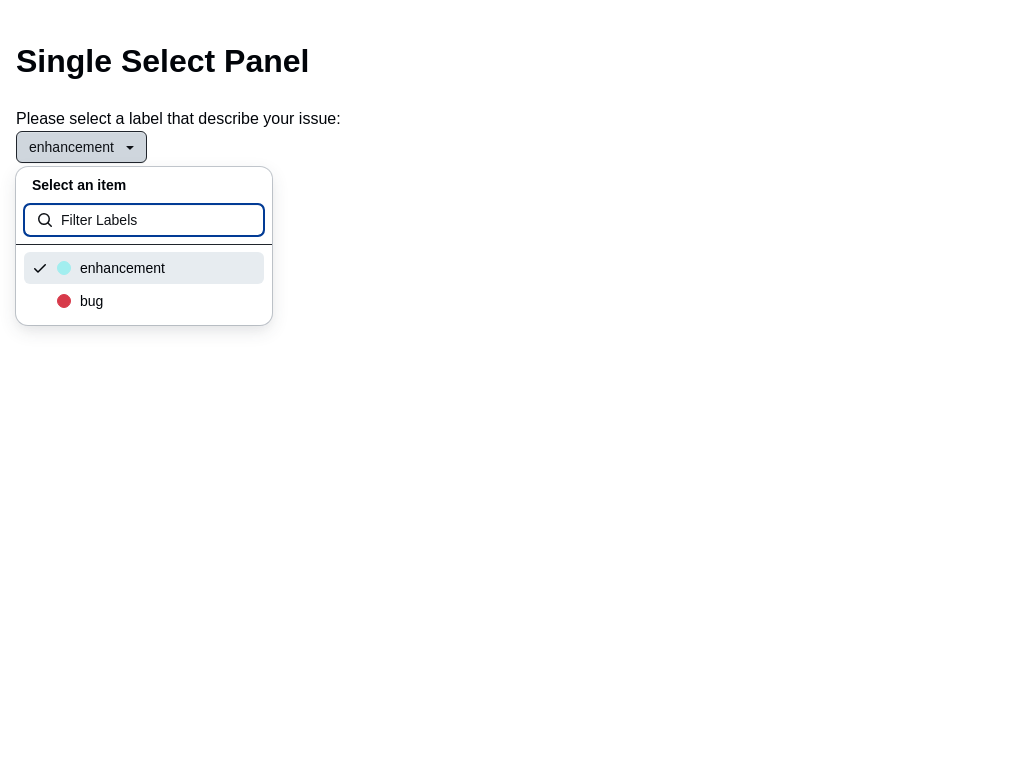 Single Select Panel
Please select a label that describe your issue:
enhancement
Select an item
Filter Labels
enhancement
bug